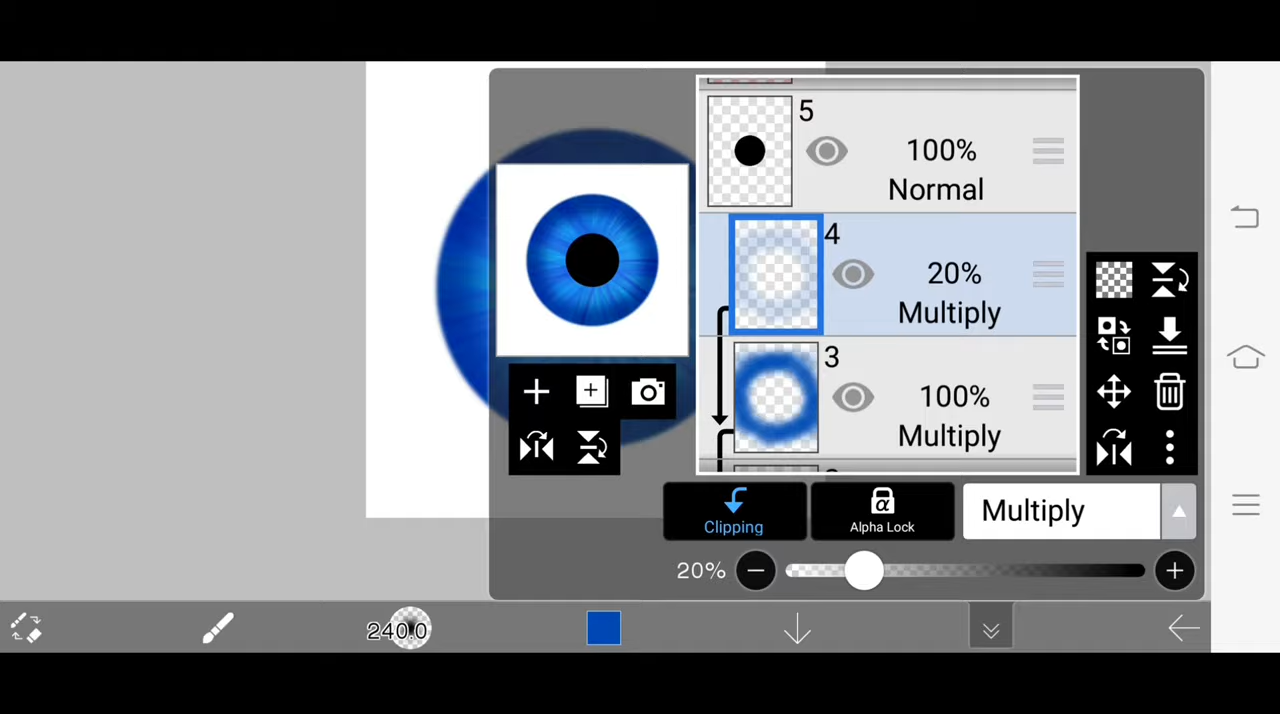 5
100%
Normal
4
20%
Multiply
3
100%
Multiply
Clipping
α
Alpha Lock
Multiply
20%
240.0